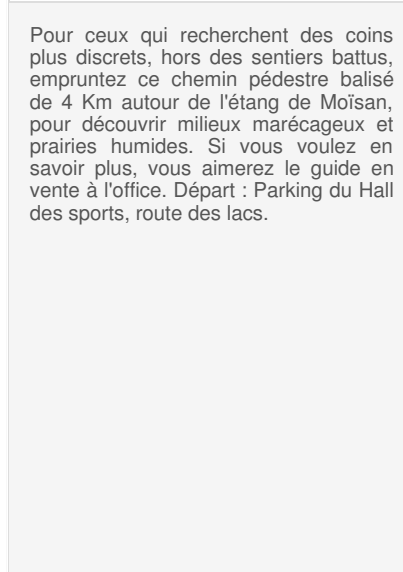 Pour ceux qui recherchent des coins
plus discrets, hors des sentiers battus,
empruntez ce chemin pédestre balisé
de 4 Km autour de l'étang de Moïsan,
pour découvrir milieux marécageux et
prairies humides. Si vous voulez en
savoir plus, vous aimerez le guide en
vente à l'office. Départ : Parking du Hall
des sports, route des lacs.